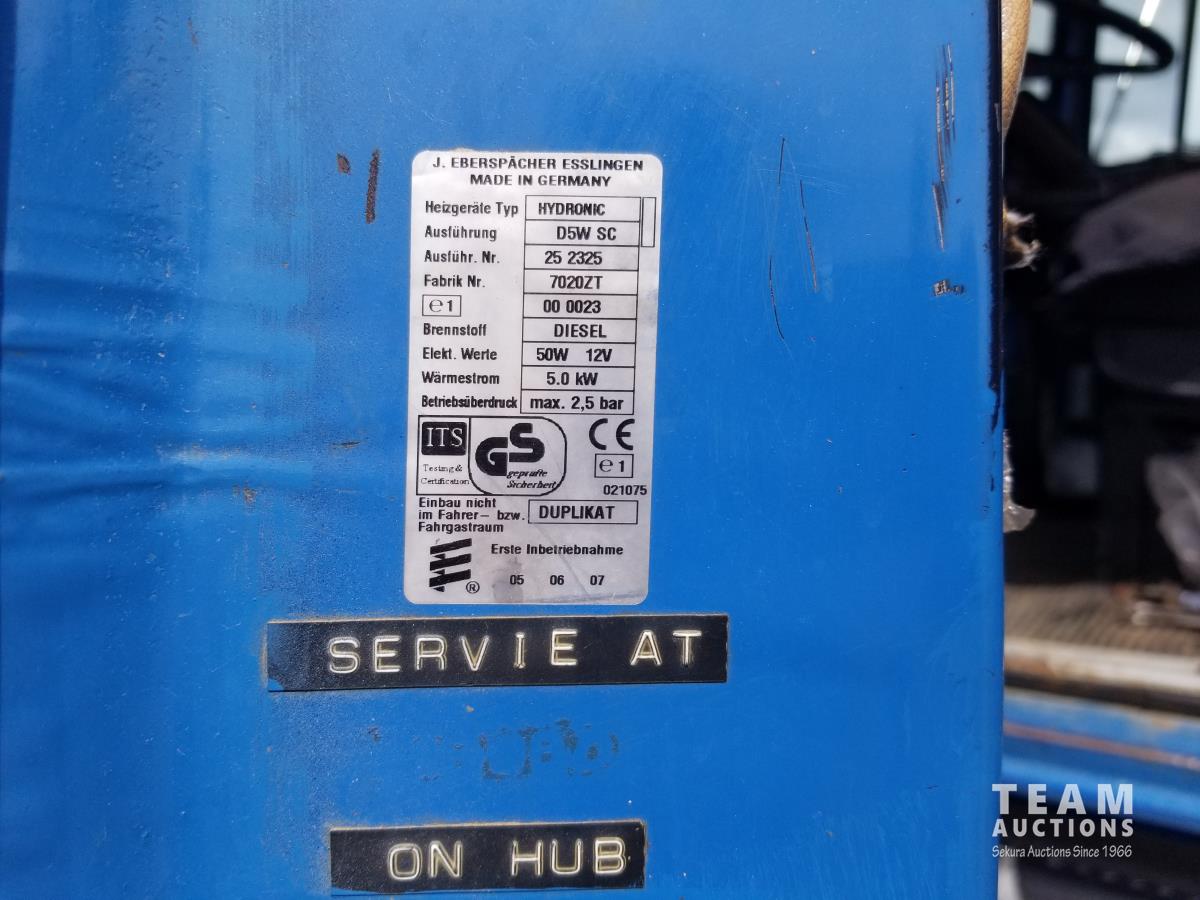 J. EBERSPÄCHER ESSLINGEN
MADE IN GERMANY
Heizgeräte Typ HYDRONIC
Ausführung D5W SC
Ausführ. Nr. 25 2325
Fabrik Nr. 7020ZT
e1 00 0023
Brennstoff DIESEL
Elekt. Werte 50W 12V
Wärmestrom 5.0 kW
Betriebsüberdruck max. 2,5 bar
ITS
Testing &
Certification
GS
geprüfte
Sicherheit
CE
e1
021075
Einbau nicht
im Fahrer- bzw.
Fahrgastraum
DUPLIKAT
Erste Inbetriebnahme
®
05 06 07
SERVIE AT
ON HUB
TEAM
AUCTIONS
Sekura Auctions Since 1966